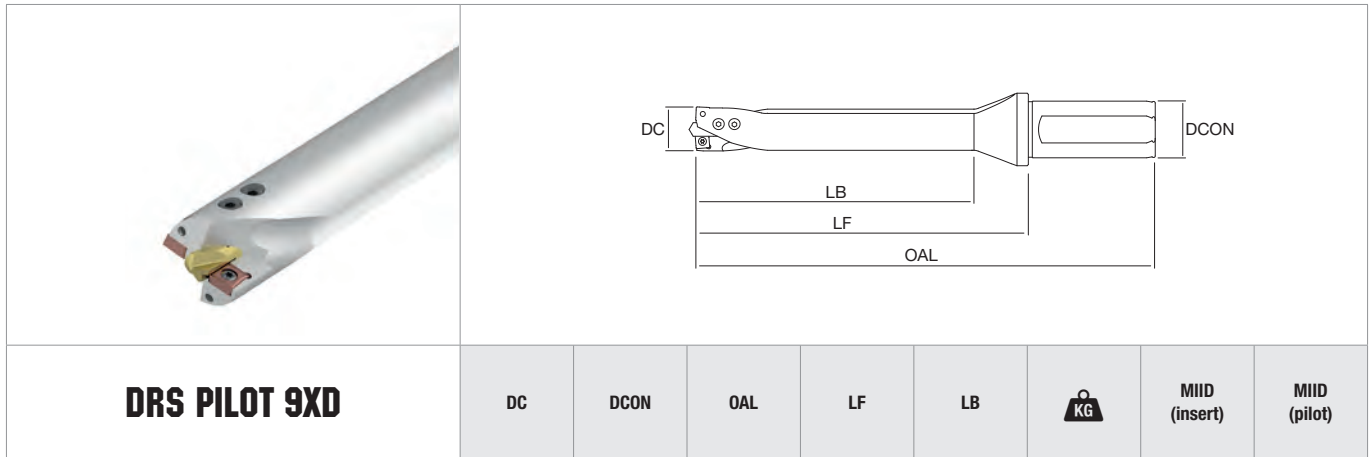 DC
DCON
LB
LF
OAL
DRS PILOT 9XD
DC
DCON
OAL
LF
LB
KG
MIID
(insert)
MIID
(pilot)